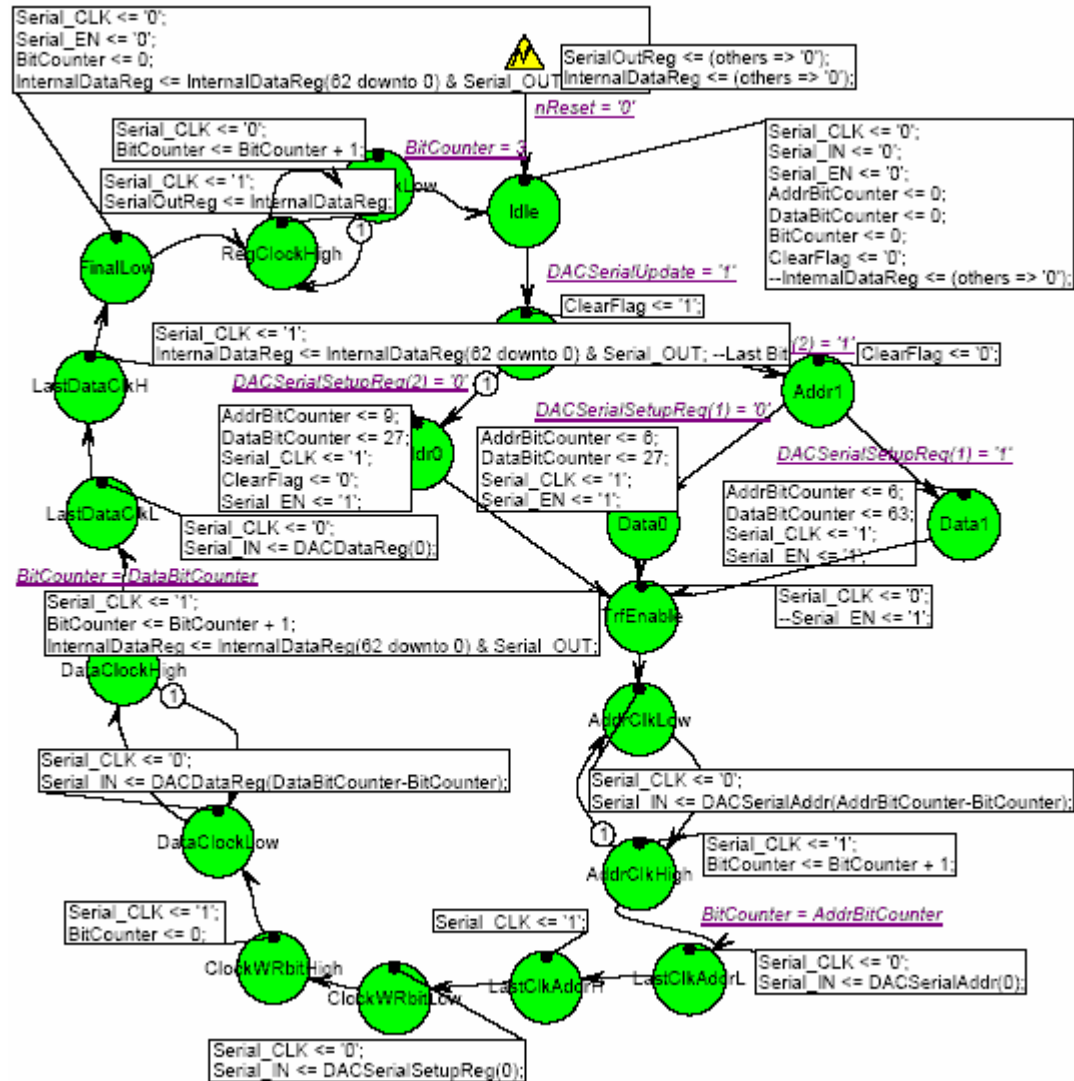 Serial_CLK <= '0';
Serial_EN <= '0';
BitCounter <= 0;
InternalDataReg <= InternalDataReg(62 downto 0) & Serial_OUT
SerialOutReg <= (others => '0');
InternalDataReg <= (others => '0');
nReset = '0'
Serial_CLK <= '0';
BitCounter <= BitCounter + 1;
BitCounter = 3
Serial_CLK <= '0';
Serial_IN <= '0';
Serial_EN <= '0';
AddrBitCounter <= 0;
DataBitCounter <= 0;
BitCounter <= 0;
ClearFlag <= '0';
--InternalDataReg <= (others => '0');
Serial_CLK <= '1';
SerialOutReg <= InternalDataReg;
kLow
Idle
RegClockHigh
1
FinalLow
DACSerialUpdate = '1'
ClearFlag <= '1';
Serial_CLK <= '1';
InternalDataReg <= InternalDataReg(62 downto 0) & Serial_OUT; --Last Bit
(2) = '1'
ClearFlag <= '0';
LastDataClkH
DACSerialSetupReg(2) = '0'
1
Addr1
DACSerialSetupReg(1) = '0'
AddrBitCounter <= 9;
DataBitCounter <= 27;
Serial_CLK <= '1';
ClearFlag <= '0';
Serial_EN <= '1';
dr0
AddrBitCounter <= 6;
DataBitCounter <= 27;
Serial_CLK <= '1';
Serial_EN <= '1';
DACSerialSetupReg(1) = '1'
AddrBitCounter <= 6;
DataBitCounter <= 63;
Serial_CLK <= '1';
Serial_EN <= '1';
LastDataClkL
Data0
Data1
Serial_CLK <= '0';
Serial_IN <= DACDataReg(0);
BitCounter = DataBitCounter
Serial_CLK <= '1';
BitCounter <= BitCounter + 1;
InternalDataReg <= InternalDataReg(62 downto 0) & Serial_OUT;
TrfEnable
Serial_CLK <= '0';
--Serial_EN <= '1';
DataClockHigh
1
AddrClkLow
Serial_CLK <= '0';
Serial_IN <= DACDataReg(DataBitCounter-BitCounter);
Serial_CLK <= '0';
Serial_IN <= DACSerialAddr(AddrBitCounter-BitCounter);
DataClockLow
1
AddrClkHigh
Serial_CLK <= '1';
BitCounter <= BitCounter + 1;
Serial_CLK <= '1';
BitCounter <= 0;
Serial_CLK <= '1';
BitCounter = AddrBitCounter
ClockWRbitHigh
ClockWRbitLow
LastClkAddrH
LastClkAddrL
Serial_CLK <= '0';
Serial_IN <= DACSerialAddr(0);
Serial_CLK <= '0';
Serial_IN <= DACSerialSetupReg(0);